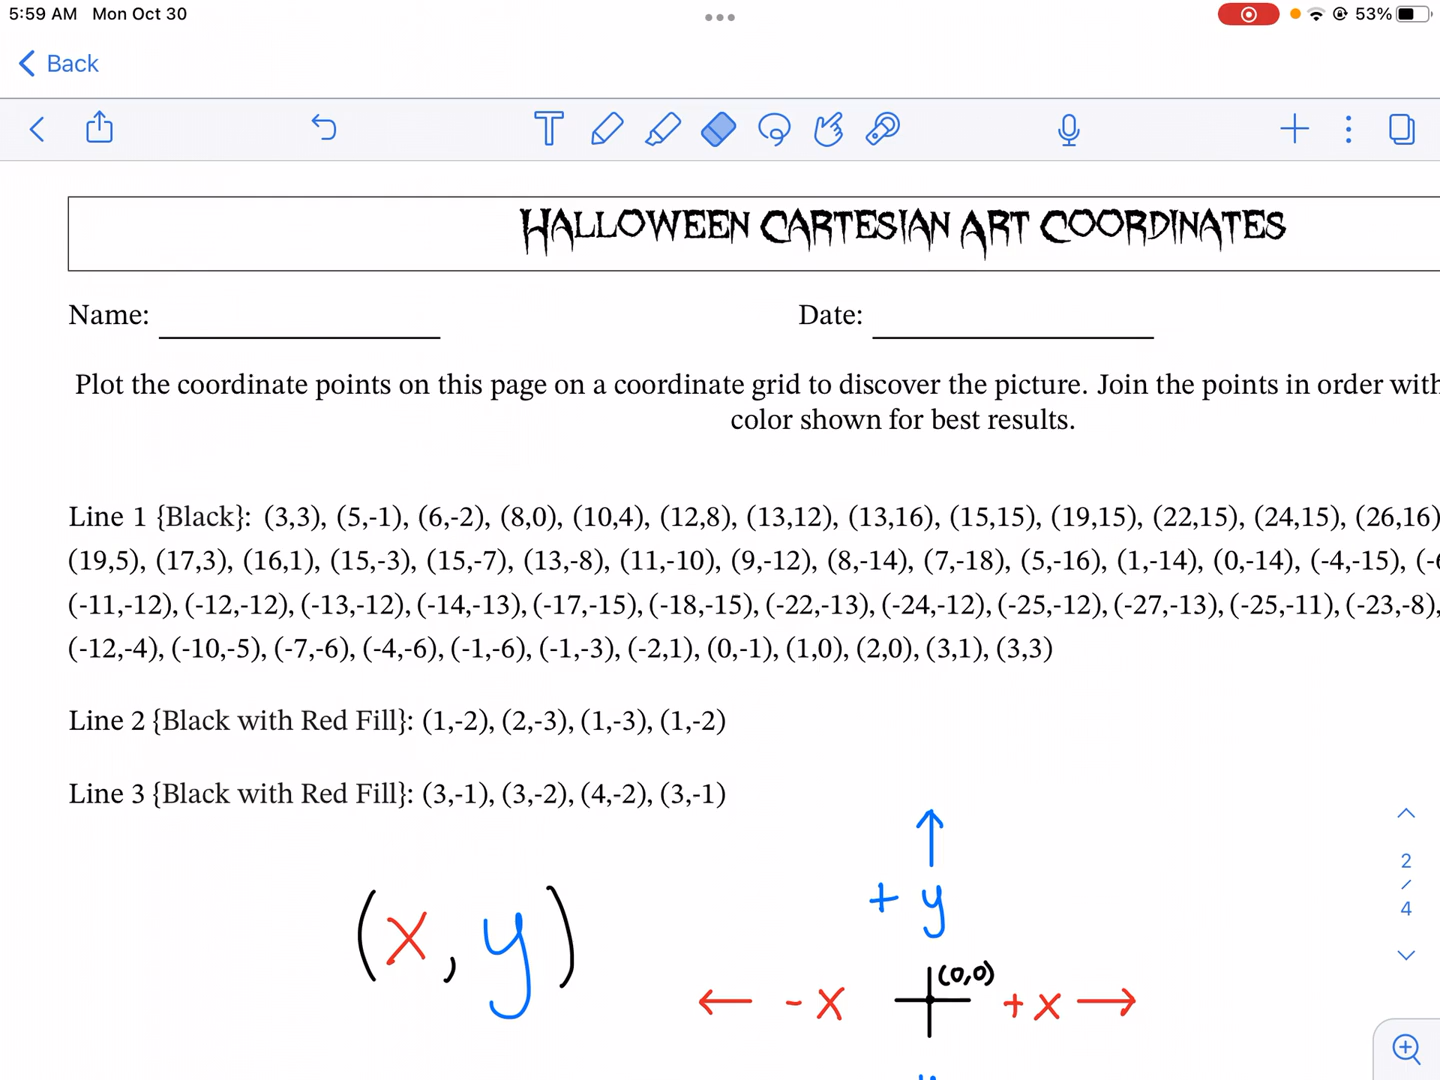 5:59 AM Mon Oct 30
53%
Back
Halloween Cartesian Art Coordinates
Name:
Date:
Plot the coordinate points on this page on a coordinate grid to discover the picture. Join the points in order with
color shown for best results.
Line 1 {Black}: (3,3), (5,-1), (6,-2), (8,0), (10,4), (12,8), (13,12), (13,16), (15,15), (19,15), (22,15), (24,15), (26,16)
(19,5), (17,3), (16,1), (15,-3), (15,-7), (13,-8), (11,-10), (9,-12), (8,-14), (7,-18), (5,-16), (1,-14), (0,-14), (-4,-15),
(-11,-12), (-12,-12), (-13,-12), (-14,-13), (-17,-15), (-18,-15), (-22,-13), (-24,-12), (-25,-12), (-27,-13), (-25,-11), (-23,-8),
(-12,-4), (-10,-5), (-7,-6), (-4,-6), (-1,-6), (-1,-3), (-2,1), (0,-1), (1,0), (2,0), (3,1), (3,3)
Line 2 {Black with Red Fill}: (1,-2), (2,-3), (1,-3), (1,-2)
Line 3 {Black with Red Fill}: (3,-1), (3,-2), (4,-2), (3,-1)
+ y
(x, y)
(0,0)
- x
+ x
2
/
4